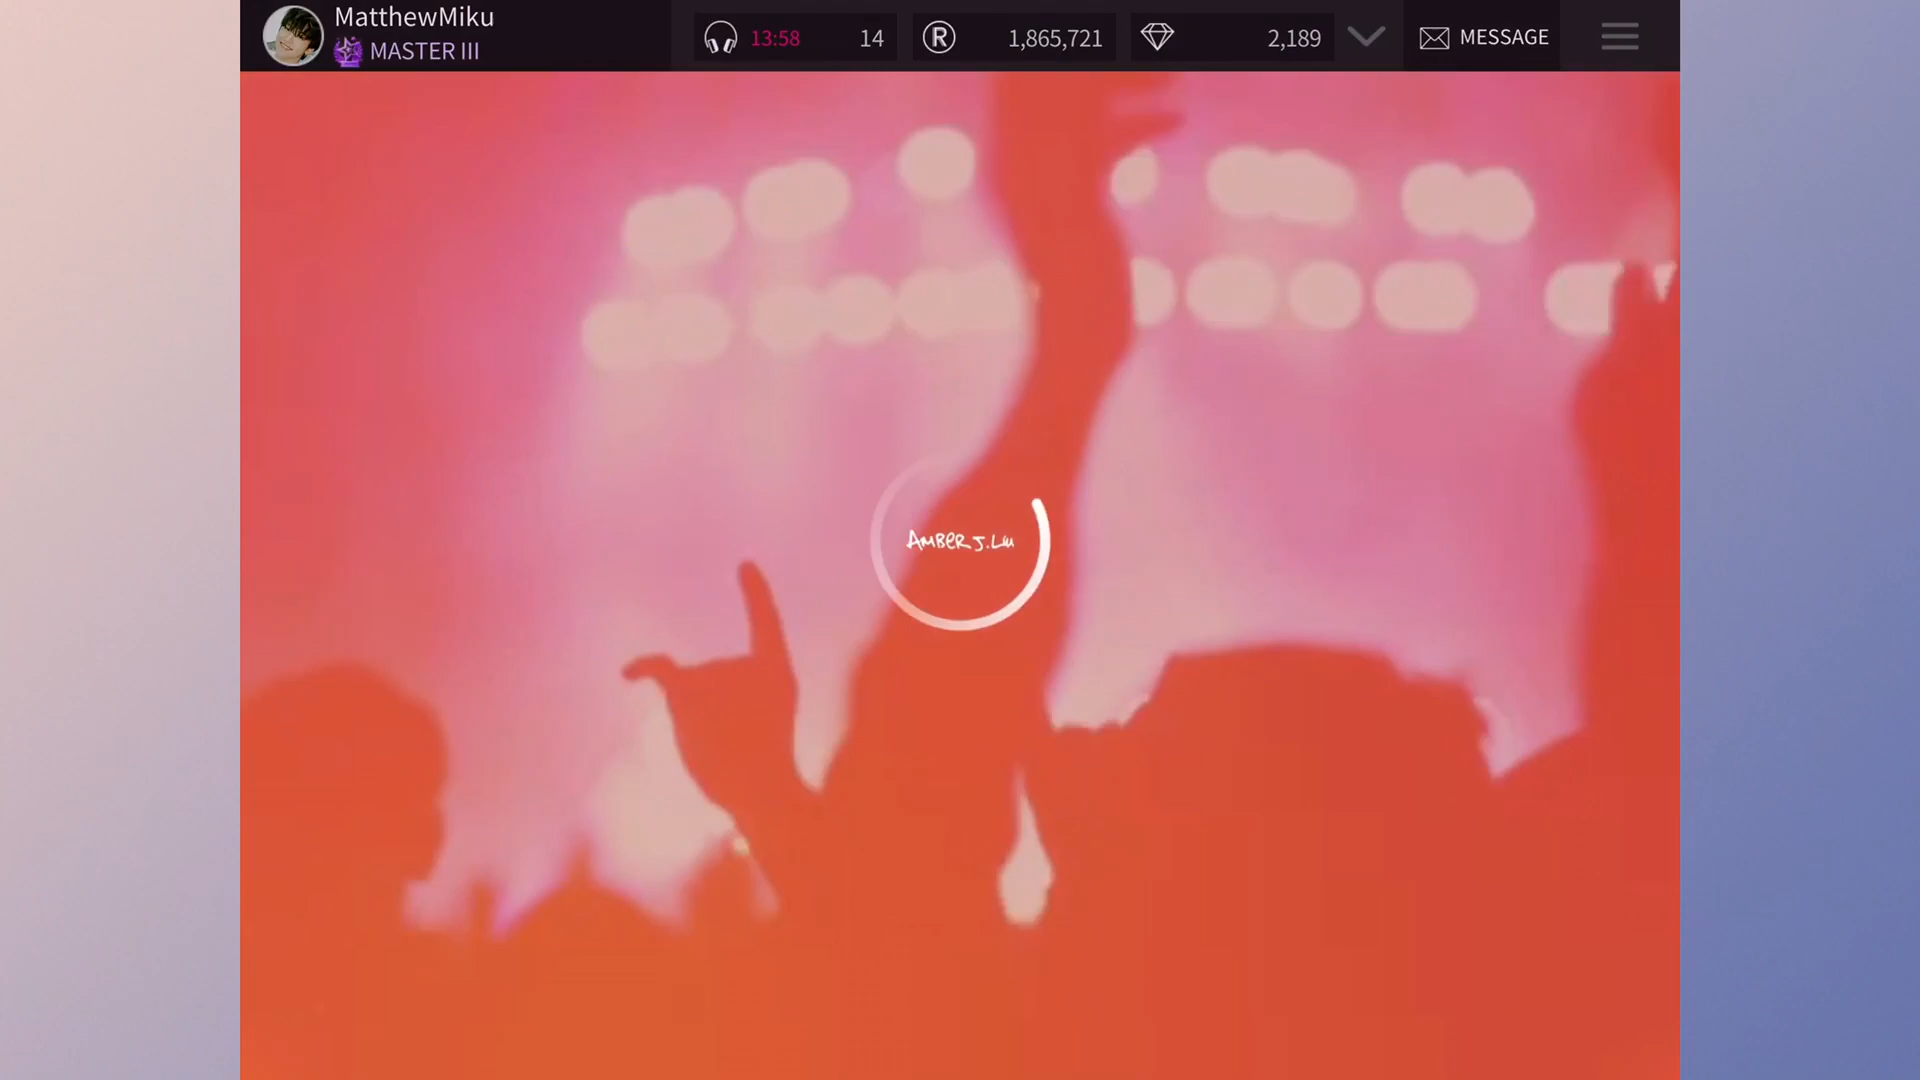 MatthewMiku
MASTER III
13:58
14
R
1,865,721
2,189
MESSAGE
AMBER J. Liu